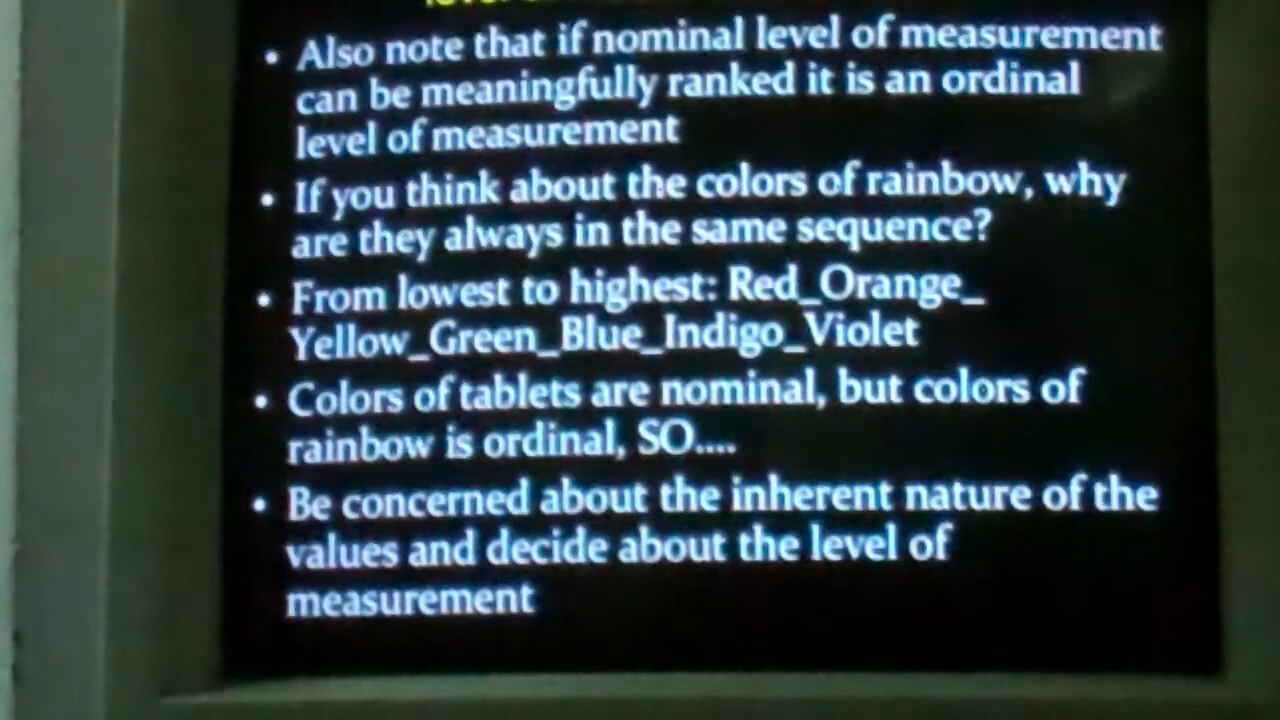 • Also note that if nominal level of measurement
can be meaningfully ranked it is an ordinal
level of measurement
• If you think about the colors of rainbow, why
are they always in the same sequence?
• From lowest to highest: Red_Orange_
Yellow_Green_Blue_Indigo_Violet
• Colors of tablets are nominal, but colors of
rainbow is ordinal, SO....
• Be concerned about the inherent nature of the
values and decide about the level of
measurement